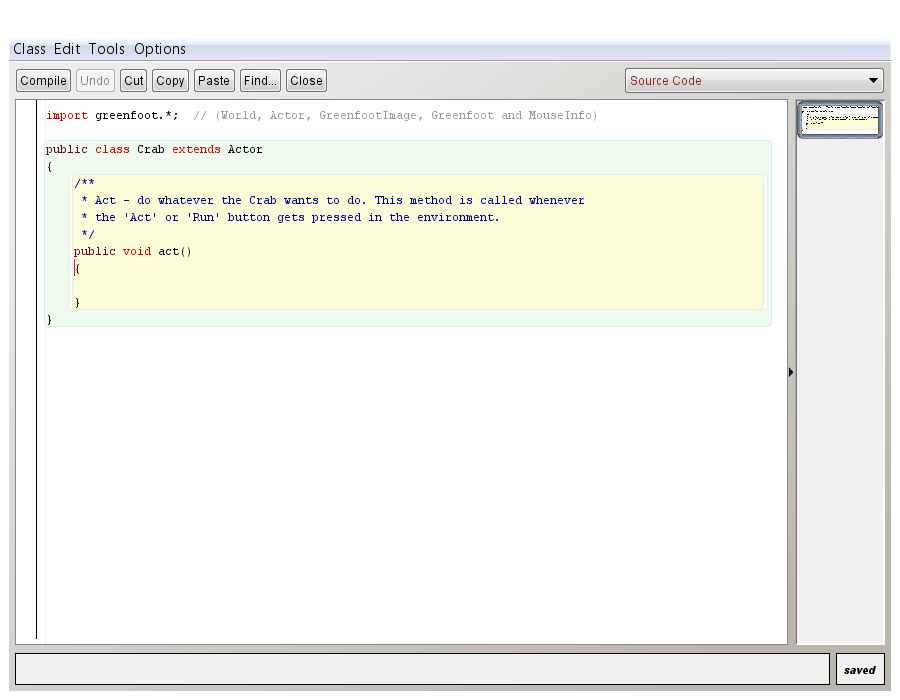 Class Edit Tools Options
Compile Undo Cut Copy Paste Find... Close Source Code
import greenfoot.*;  // (World, Actor, GreenfootImage, Greenfoot and MouseInfo)
public class Crab extends Actor
{
/**
* Act - do whatever the Crab wants to do. This method is called whenever
* the 'Act' or 'Run' button gets pressed in the environment.
*/
public void act()
{
}
}
saved